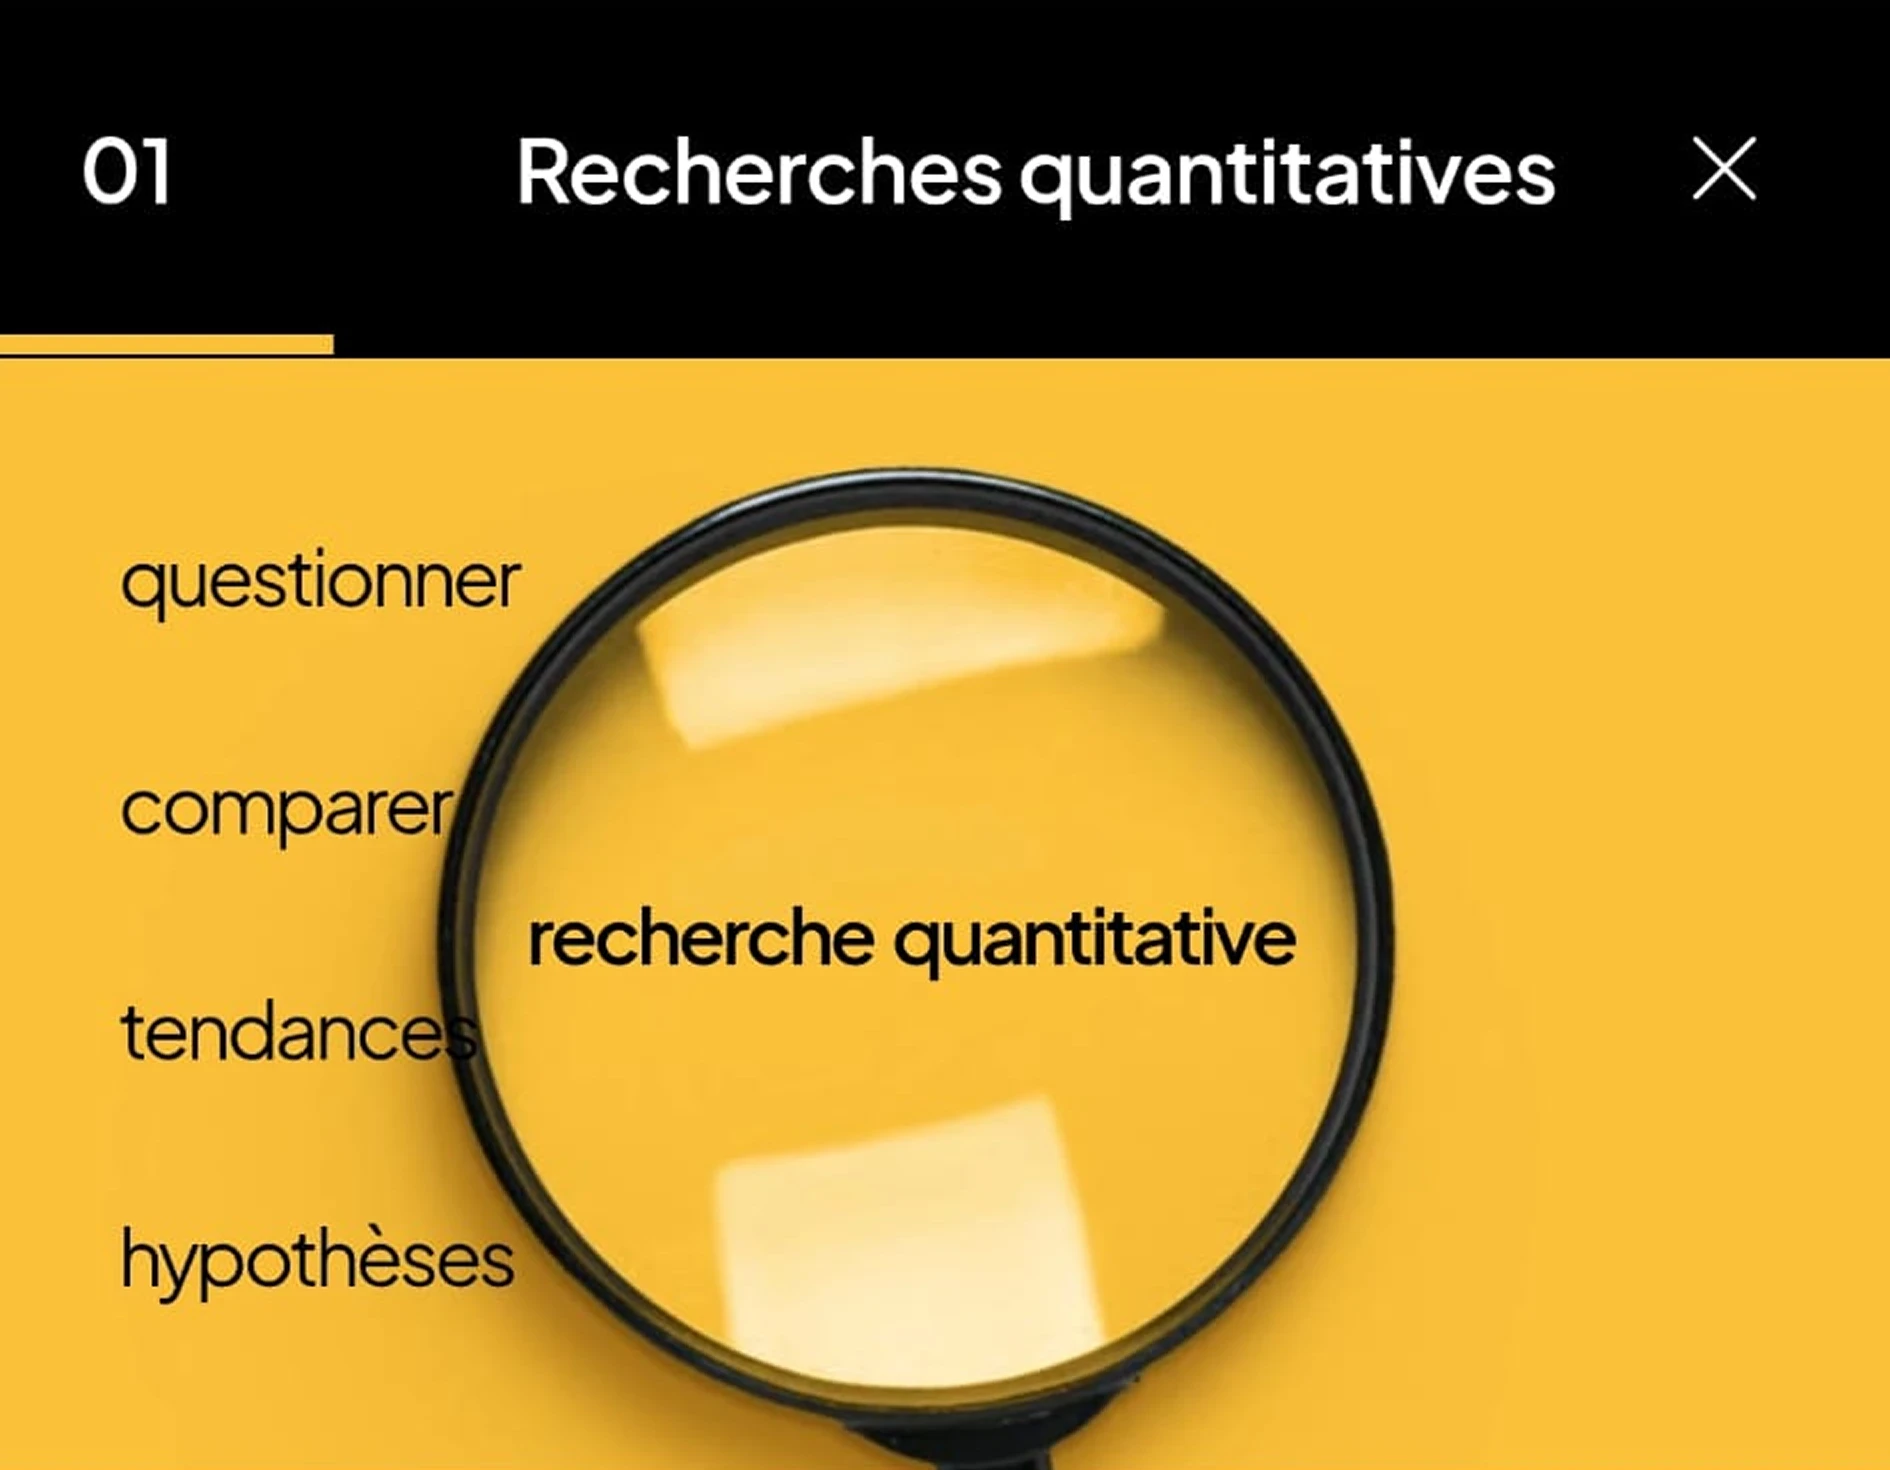 01 Recherches quantitatives
questionner
comparer
recherche quantitative
tendances
hypothèses